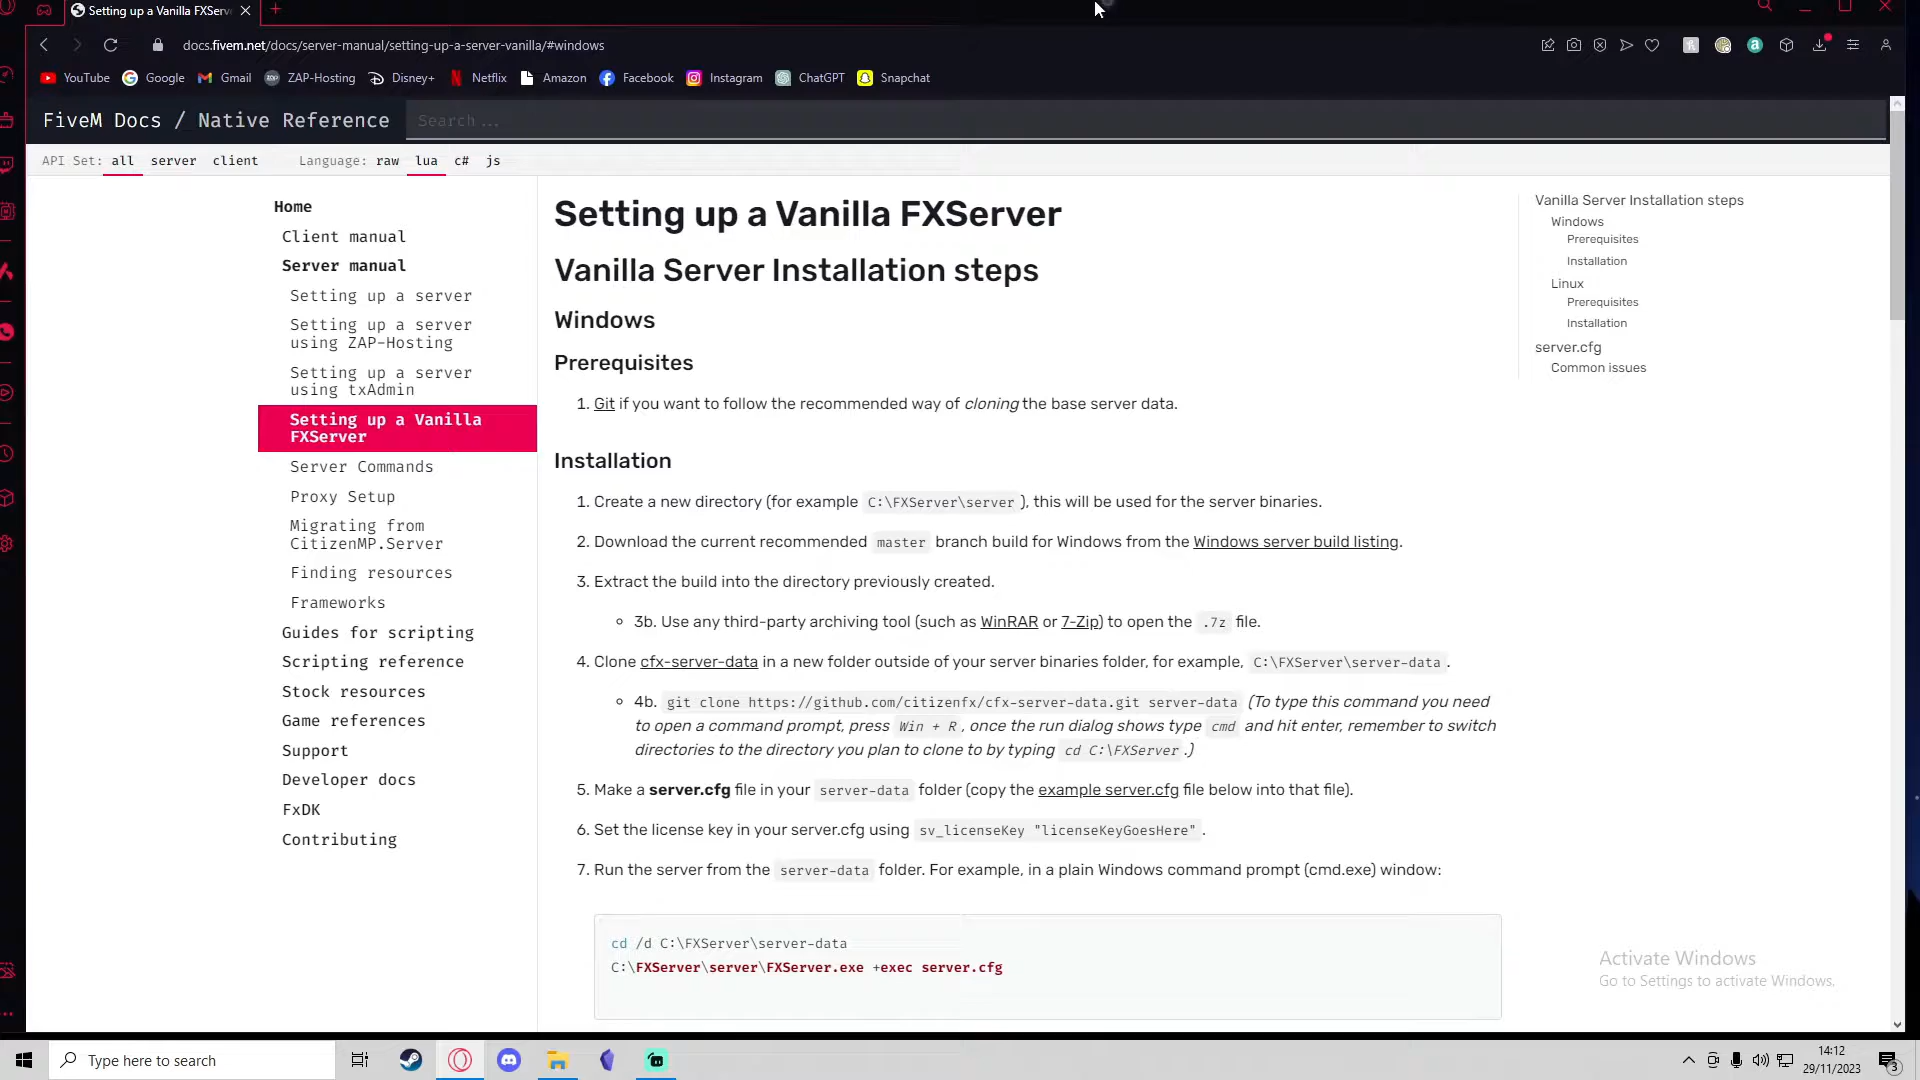 Setting up a Vanilla FXServ
docs.fivem.net/docs/server-manual/setting-up-a-server-vanilla/#windows
YouTube Google Gmail ZAP-Hosting Disney+ Netflix Amazon Facebook Instagram ChatGPT Snapchat
FiveM Docs / Native Reference Search ...
API Set: all server client Language: raw lua c# js
Home
Client manual
Server manual
Setting up a server
Setting up a server
using ZAP-Hosting
Setting up a server
using txAdmin
Setting up a Vanilla
FXServer
Server Commands
Proxy Setup
Migrating from
CitizenMP.Server
Finding resources
Frameworks
Guides for scripting
Scripting reference
Stock resources
Game references
Support
Developer docs
FxDK
Contributing
Setting up a Vanilla FXServer
Vanilla Server Installation steps
Windows
Prerequisites
1. Git if you want to follow the recommended way of cloning the base server data.
Installation
1. Create a new directory (for example C:\FXServer\server ), this will be used for the server binaries.
2. Download the current recommended master branch build for Windows from the Windows server build listing.
3. Extract the build into the directory previously created.
3b. Use any third-party archiving tool (such as WinRAR or 7-Zip) to open the .7z file.
4. Clone cfx-server-data in a new folder outside of your server binaries folder, for example, C:\FXServer\server-data .
4b. git clone https://github.com/citizenfx/cfx-server-data.git server-data (To type this command you need
to open a command prompt, press Win + R , once the run dialog shows type cmd and hit enter, remember to switch
directories to the directory you plan to clone to by typing cd C:\FXServer .)
5. Make a server.cfg file in your server-data folder (copy the example server.cfg file below into that file).
6. Set the license key in your server.cfg using sv_licenseKey "licenseKeyGoesHere" .
7. Run the server from the server-data folder. For example, in a plain Windows command prompt (cmd.exe) window:
cd /d C:\FXServer\server-data
C:\FXServer\server\FXServer.exe +exec server.cfg
Vanilla Server Installation steps
Windows
Prerequisites
Installation
Linux
Prerequisites
Installation
server.cfg
Common issues
Activate Windows
Go to Settings to activate Windows.
Type here to search
14:12
29/11/2023
3